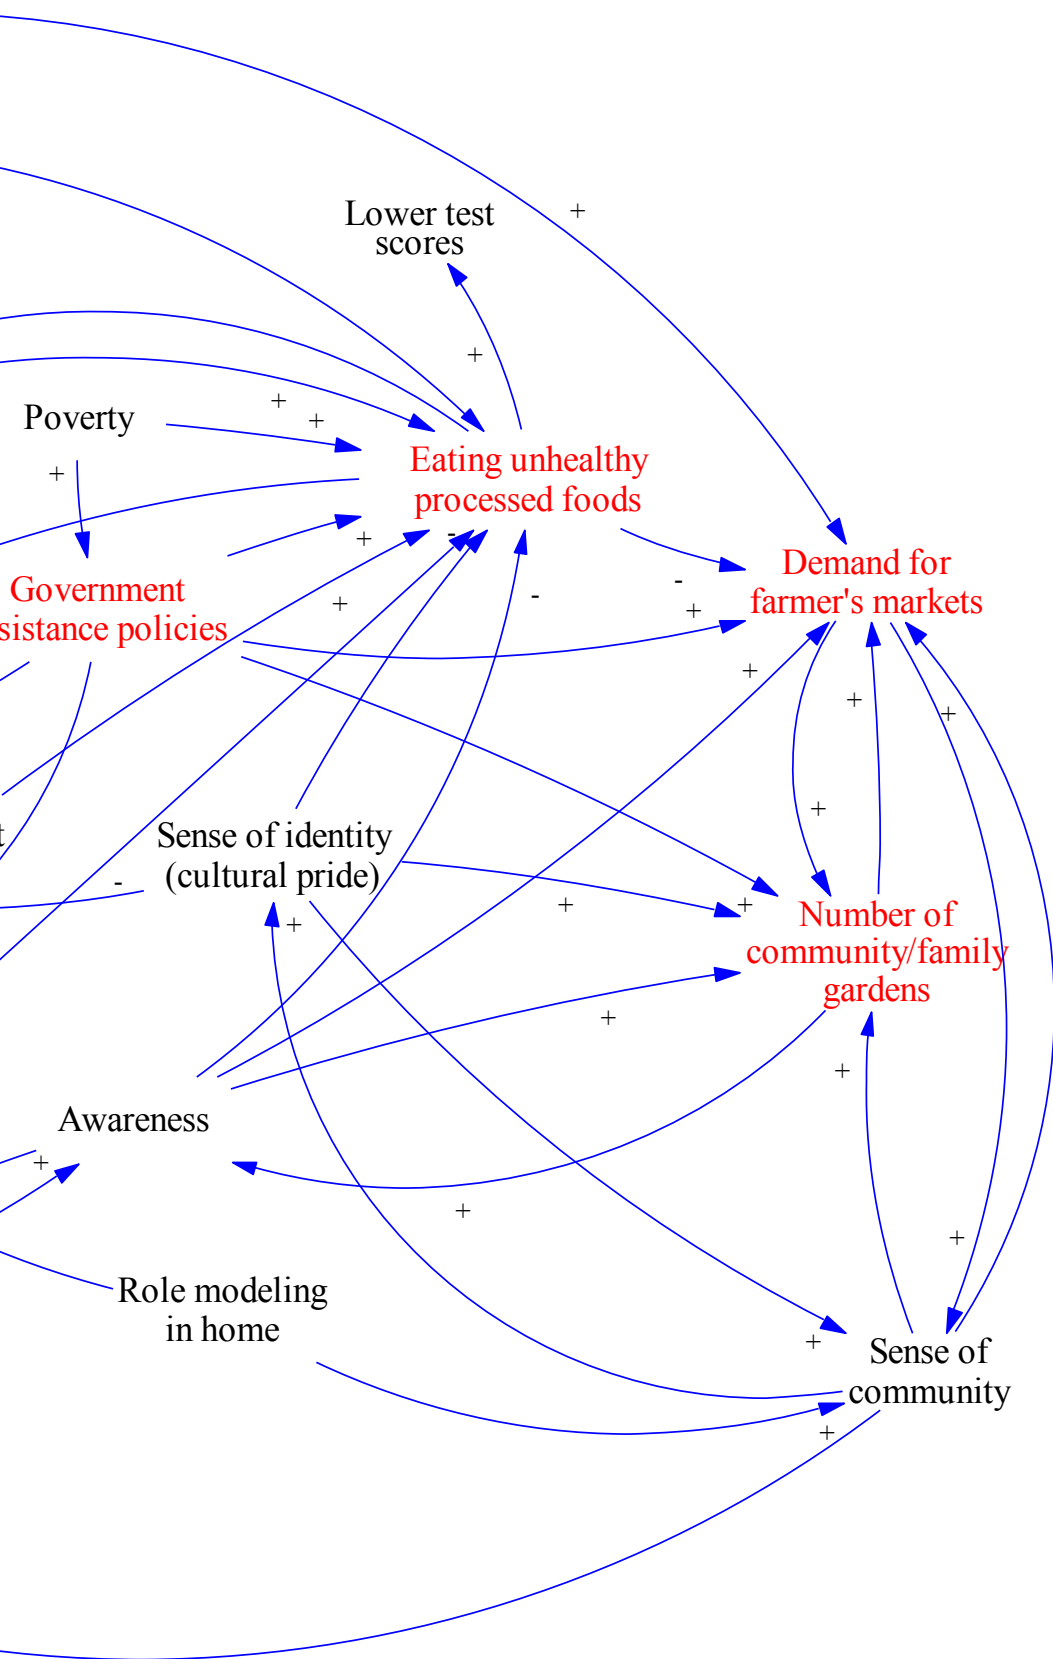 +
Lower test
scores
+
+
Poverty
+
+
Eating unhealthy
processed foods
+
-
Demand for
farmer's markets
Government
sistance policies
-
-
+
+
+
+
+
+
+
t
Sense of identity
(cultural pride)
-
+
+
+
Number of
community/family
gardens
+
+
Awareness
+
+
+
Role modeling
in home
+
Sense of
community
+